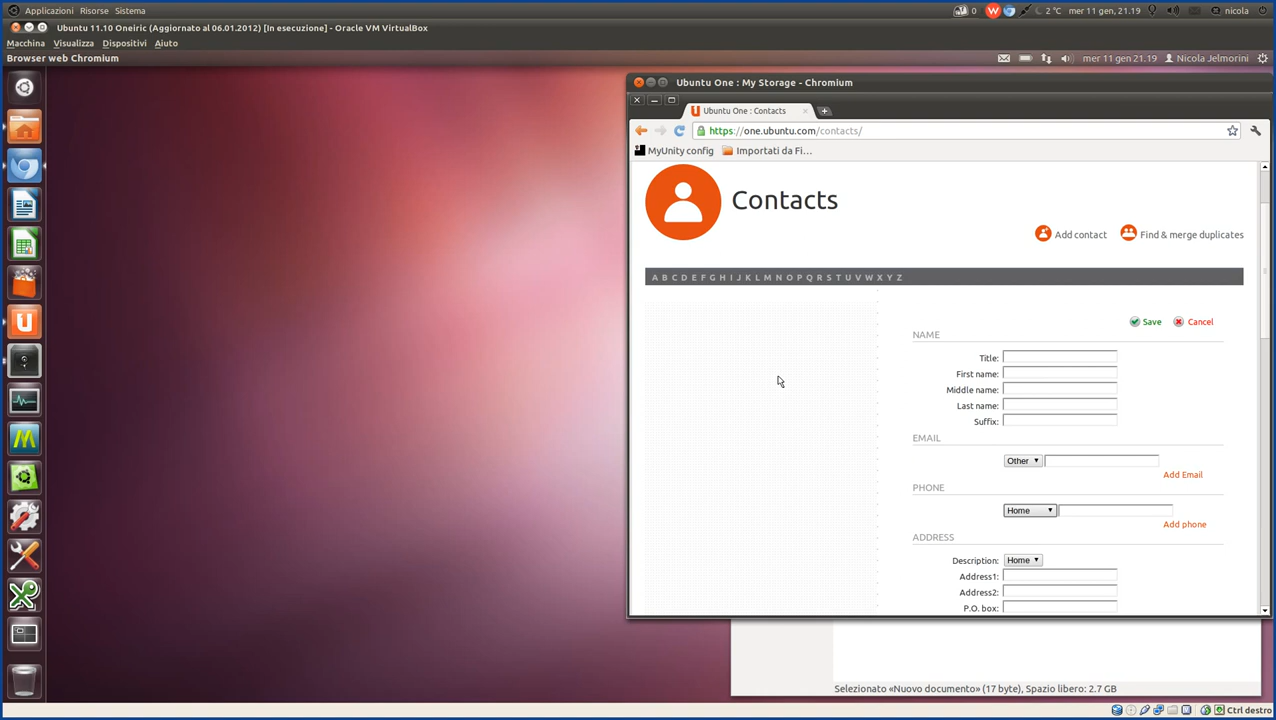 Applicazioni Risorse Sistema
0 2 °C mer 11 gen, 21.19 nicola
Ubuntu 11.10 Oneiric (Aggiornato al 06.01.2012) [In esecuzione] - Oracle VM VirtualBox
Macchina Visualizza Dispositivi Aiuto
Browser web Chromium
mer 11 gen 21.19 Nicola Jelmorini
Ubuntu One : My Storage - Chromium
Ubuntu One : Contacts
https://one.ubuntu.com/contacts/
MyUnity config Importati da Fi...
Contacts
Add contact Find & merge duplicates
A B C D E F G H I J K L M N O P Q R S T U V W X Y Z
Save Cancel
NAME
Title:
First name:
Middle name:
Last name:
Suffix:
EMAIL
Other
Add Email
PHONE
Home
Add phone
ADDRESS
Description: Home
Address1:
Address2:
P.O. box:
Selezionato «Nuovo documento» (17 byte), Spazio libero: 2.7 GB
Ctrl destro